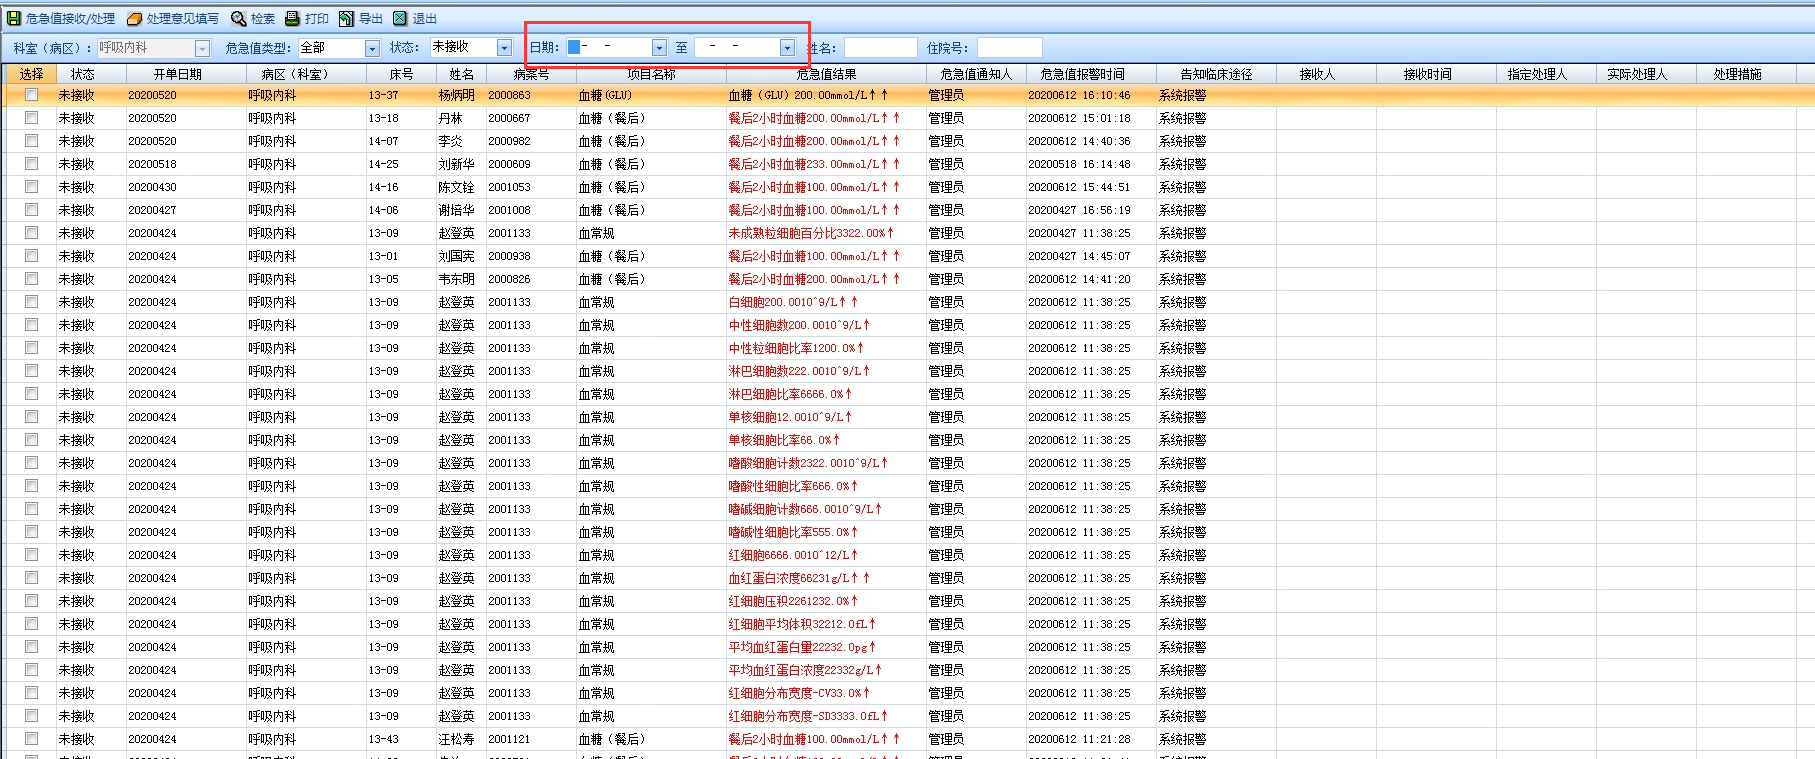 危急值接收/处理 处理意见填写 检索 打印 导出 退出
科室（病区）： 呼吸内科 危急值类型： 全部 状态： 未接收 日期： - - 至 - - 姓名： 住院号：
选择 状态 开单日期 病区（科室） 床号 姓名 病案号 项目名称 危急值结果 危急值通知人 危急值报警时间 告知临床途径 接收人 接收时间 指定处理人 实际处理人 处理措施
未接收 20200520 呼吸内科 13-37 杨炳明 2000863 血糖(GLU) 血糖（GLU）200.00mmol/L↑↑ 管理员 20200612 16:10:46 系统报警
未接收 20200520 呼吸内科 13-18 丹林 2000667 血糖（餐后） 餐后2小时血糖200.00mmol/L↑↑ 管理员 20200612 15:01:18 系统报警
未接收 20200520 呼吸内科 14-07 李炎 2000982 血糖（餐后） 餐后2小时血糖200.00mmol/L↑↑ 管理员 20200612 14:40:36 系统报警
未接收 20200518 呼吸内科 14-25 刘新华 2000609 血糖（餐后） 餐后2小时血糖233.00mmol/L↑↑ 管理员 20200518 16:14:48 系统报警
未接收 20200430 呼吸内科 14-16 陈文铨 2001053 血糖（餐后） 餐后2小时血糖100.00mmol/L↑↑ 管理员 20200612 15:44:51 系统报警
未接收 20200427 呼吸内科 14-06 谢培华 2001008 血糖（餐后） 餐后2小时血糖100.00mmol/L↑↑ 管理员 20200427 16:56:19 系统报警
未接收 20200424 呼吸内科 13-09 赵登英 2001133 血常规 未成熟粒细胞百分比3322.00%↑ 管理员 20200427 11:38:25 系统报警
未接收 20200424 呼吸内科 13-01 刘国宪 2000938 血糖（餐后） 餐后2小时血糖100.00mmol/L↑↑ 管理员 20200427 14:45:07 系统报警
未接收 20200424 呼吸内科 13-05 韦东明 2000826 血糖（餐后） 餐后2小时血糖200.00mmol/L↑↑ 管理员 20200612 14:41:20 系统报警
未接收 20200424 呼吸内科 13-09 赵登英 2001133 血常规 白细胞200.0010^9/L↑↑ 管理员 20200612 11:38:25 系统报警
未接收 20200424 呼吸内科 13-09 赵登英 2001133 血常规 中性细胞数200.0010^9/L↑ 管理员 20200612 11:38:25 系统报警
未接收 20200424 呼吸内科 13-09 赵登英 2001133 血常规 中性粒细胞比率1200.0%↑ 管理员 20200612 11:38:25 系统报警
未接收 20200424 呼吸内科 13-09 赵登英 2001133 血常规 淋巴细胞数222.0010^9/L↑ 管理员 20200612 11:38:25 系统报警
未接收 20200424 呼吸内科 13-09 赵登英 2001133 血常规 淋巴细胞比率6666.0%↑ 管理员 20200612 11:38:25 系统报警
未接收 20200424 呼吸内科 13-09 赵登英 2001133 血常规 单核细胞12.0010^9/L↑ 管理员 20200612 11:38:25 系统报警
未接收 20200424 呼吸内科 13-09 赵登英 2001133 血常规 单核细胞比率66.0%↑ 管理员 20200612 11:38:25 系统报警
未接收 20200424 呼吸内科 13-09 赵登英 2001133 血常规 嗜酸细胞计数2322.0010^9/L↑ 管理员 20200612 11:38:25 系统报警
未接收 20200424 呼吸内科 13-09 赵登英 2001133 血常规 嗜酸性细胞比率666.0%↑ 管理员 20200612 11:38:25 系统报警
未接收 20200424 呼吸内科 13-09 赵登英 2001133 血常规 嗜碱细胞计数666.0010^9/L↑ 管理员 20200612 11:38:25 系统报警
未接收 20200424 呼吸内科 13-09 赵登英 2001133 血常规 嗜碱性细胞比率555.0%↑ 管理员 20200612 11:38:25 系统报警
未接收 20200424 呼吸内科 13-09 赵登英 2001133 血常规 红细胞6666.0010^12/L↑ 管理员 20200612 11:38:25 系统报警
未接收 20200424 呼吸内科 13-09 赵登英 2001133 血常规 血红蛋白浓度66231g/L↑↑ 管理员 20200612 11:38:25 系统报警
未接收 20200424 呼吸内科 13-09 赵登英 2001133 血常规 红细胞压积2261232.0%↑ 管理员 20200612 11:38:25 系统报警
未接收 20200424 呼吸内科 13-09 赵登英 2001133 血常规 红细胞平均体积32212.0fL↑ 管理员 20200612 11:38:25 系统报警
未接收 20200424 呼吸内科 13-09 赵登英 2001133 血常规 平均血红蛋白量22232.0pg↑ 管理员 20200612 11:38:25 系统报警
未接收 20200424 呼吸内科 13-09 赵登英 2001133 血常规 平均血红蛋白浓度22332g/L↑ 管理员 20200612 11:38:25 系统报警
未接收 20200424 呼吸内科 13-09 赵登英 2001133 血常规 红细胞分布宽度-CV33.0%↑ 管理员 20200612 11:38:25 系统报警
未接收 20200424 呼吸内科 13-09 赵登英 2001133 血常规 红细胞分布宽度-SD3333.0fL↑ 管理员 20200612 11:38:25 系统报警
未接收 20200424 呼吸内科 13-43 汪松寿 2001121 血糖（餐后） 餐后2小时血糖100.00mmol/L↑↑ 管理员 20200612 11:21:28 系统报警